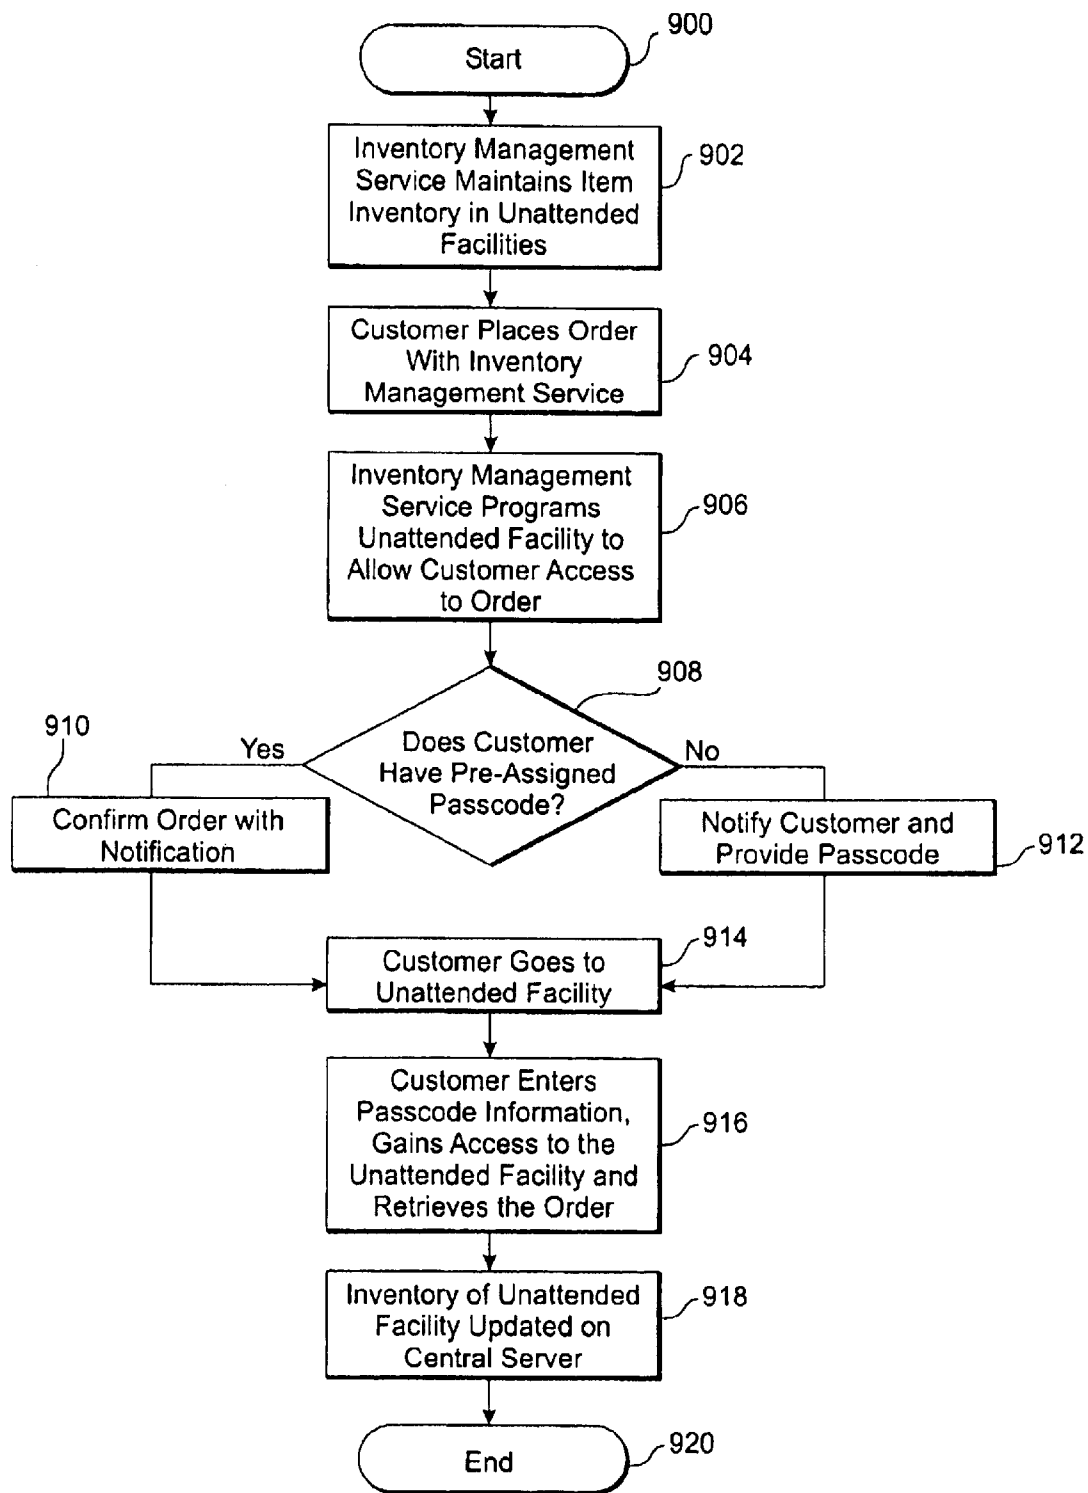 900
Start
Inventory Management
Service Maintains Item
Inventory in Unattended
Facilities
902
Customer Places Order
With Inventory
Management Service
904
Inventory Management
Service Programs
Unattended Facility to
Allow Customer Access
to Order
906
908
Does Customer
Have Pre-Assigned
Passcode?
Yes
No
910
Confirm Order with
Notification
Notify Customer and
Provide Passcode
912
914
Customer Goes to
Unattended Facility
Customer Enters
Passcode Information,
Gains Access to the
Unattended Facility and
Retrieves the Order
916
Inventory of Unattended
Facility Updated on
Central Server
918
End
920